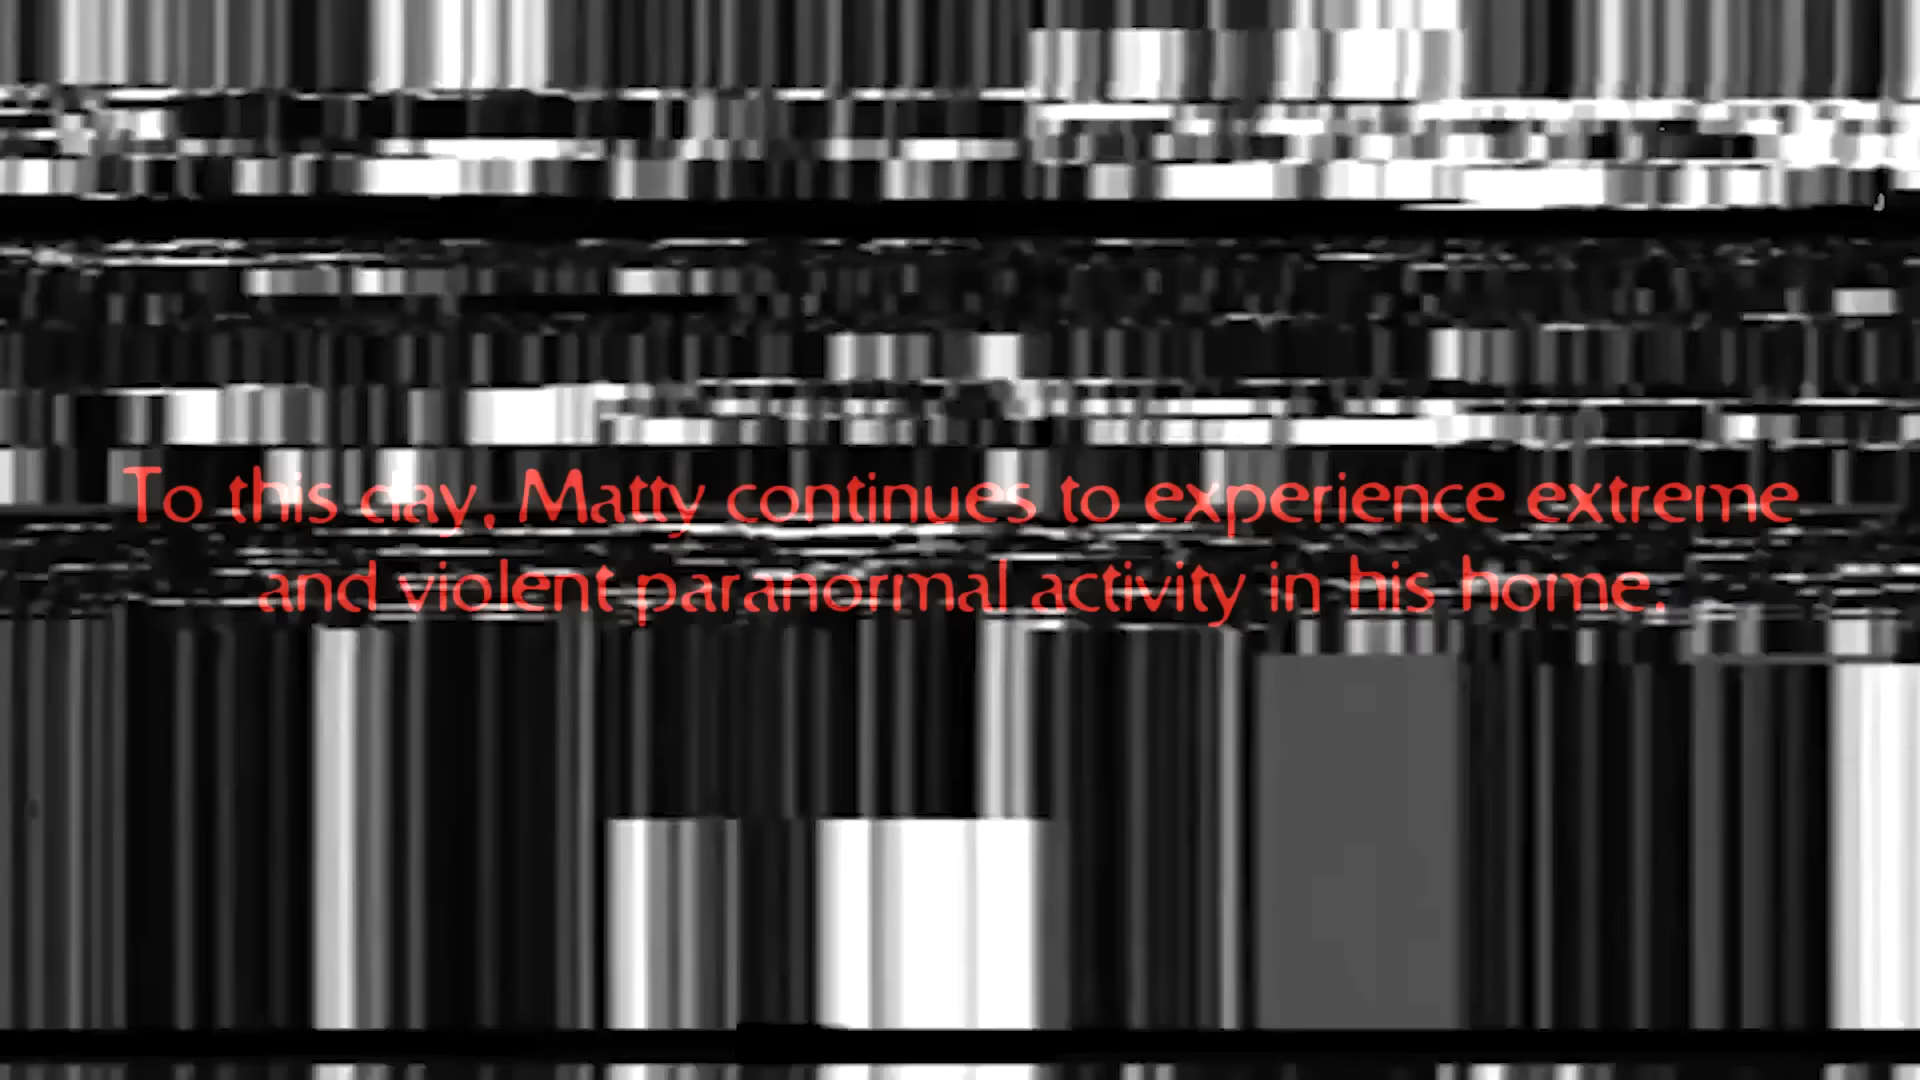 To this day, Matty continues to experience extreme
and violent paranormal activity in his home.